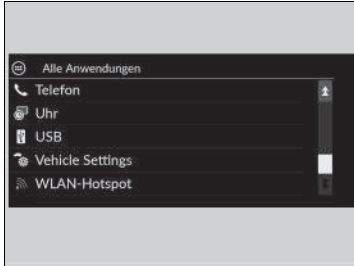 Alle Anwendungen
Telefon
Uhr
USB
Vehicle Settings
WLAN-Hotspot